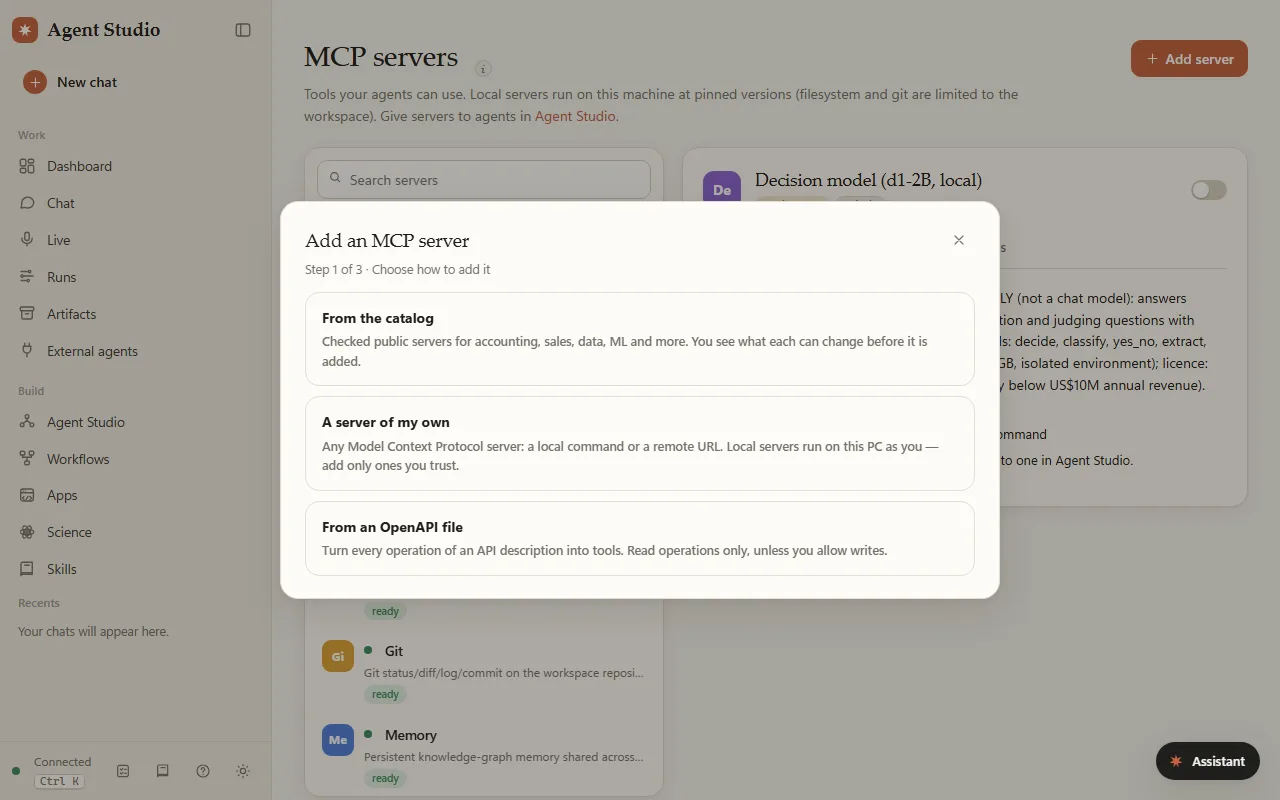 Agent Studio
New chat
Work
Dashboard
Chat
Live
Runs
Artifacts
External agents
Build
Agent Studio
Workflows
Apps
Science
Skills
Recents
Your chats will appear here.
Connected
Ctrl K
MCP servers
i
Add server
Tools your agents can use. Local servers run on this machine at pinned versions (filesystem and git are limited to the
workspace). Give servers to agents in Agent Studio.
Search servers
De
Decision model (d1-2B, local)
Add an MCP server
Step 1 of 3 · Choose how to add it
From the catalog
Checked public servers for accounting, sales, data, ML and more. You see what each can change before it is
added.
A server of my own
Any Model Context Protocol server: a local command or a remote URL. Local servers run on this PC as you —
add only ones you trust.
From an OpenAPI file
Turn every operation of an API description into tools. Read operations only, unless you allow writes.
(not a chat model): answers
and judging questions with
decide, classify, yes_no, extract,
isolated environment); licence:
below US$10M annual revenue).
to one in Agent Studio.
ready
Gi
Git
Git status/diff/log/commit on the workspace reposi...
ready
Me
Memory
Persistent knowledge-graph memory shared across...
ready
Assistant